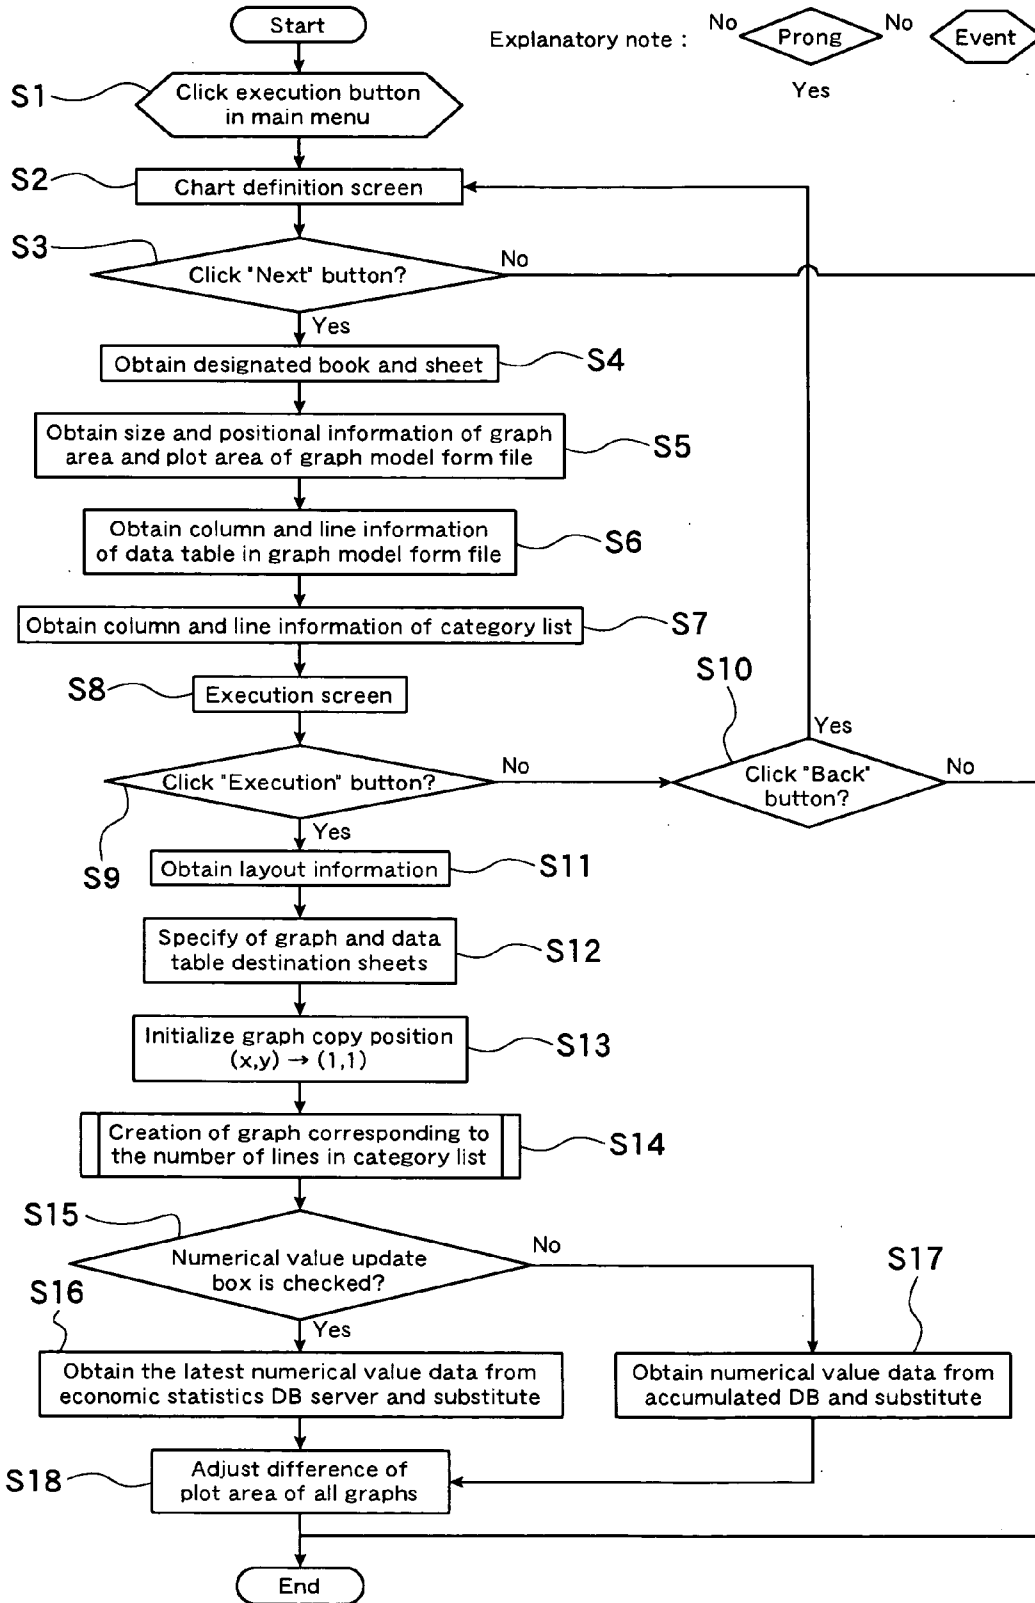 Start
Explanatory note :
No
Prong
No
Event
Yes
S1
Click execution button
in main menu
S2
Chart definition screen
S3
Click "Next" button?
No
Yes
Obtain designated book and sheet
S4
Obtain size and positional information of graph
area and plot area of graph model form file
S5
Obtain column and line information
of data table in graph model form file
S6
Obtain column and line information of category list
S7
S8
Execution screen
S10
Yes
Click "Execution" button?
No
Click "Back"
button?
No
S9
Yes
Obtain layout information
S11
Specify of graph and data
table destination sheets
S12
Initialize graph copy position
(x,y) → (1,1)
S13
Creation of graph corresponding to
the number of lines in category list
S14
S15
Numerical value update
box is checked?
No
S17
S16
Yes
Obtain the latest numerical value data from
economic statistics DB server and substitute
Obtain numerical value data from
accumulated DB and substitute
S18
Adjust difference of
plot area of all graphs
End